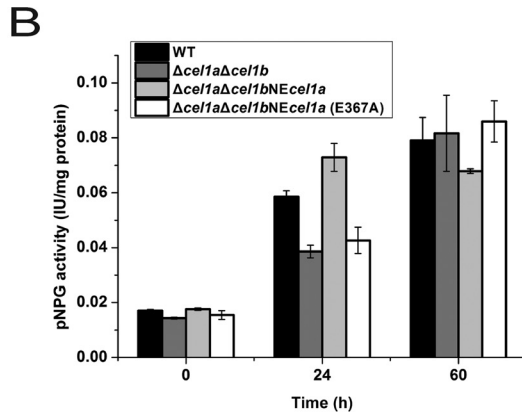 B
WT
Δcel1aΔcel1b
Δcel1aΔcel1bNEcel1a
Δcel1aΔcel1bNEcel1a (E367A)
pNPG activity (IU/mg protein)
0.10
0.08
0.06
0.04
0.02
0.00
0 24 60
Time (h)